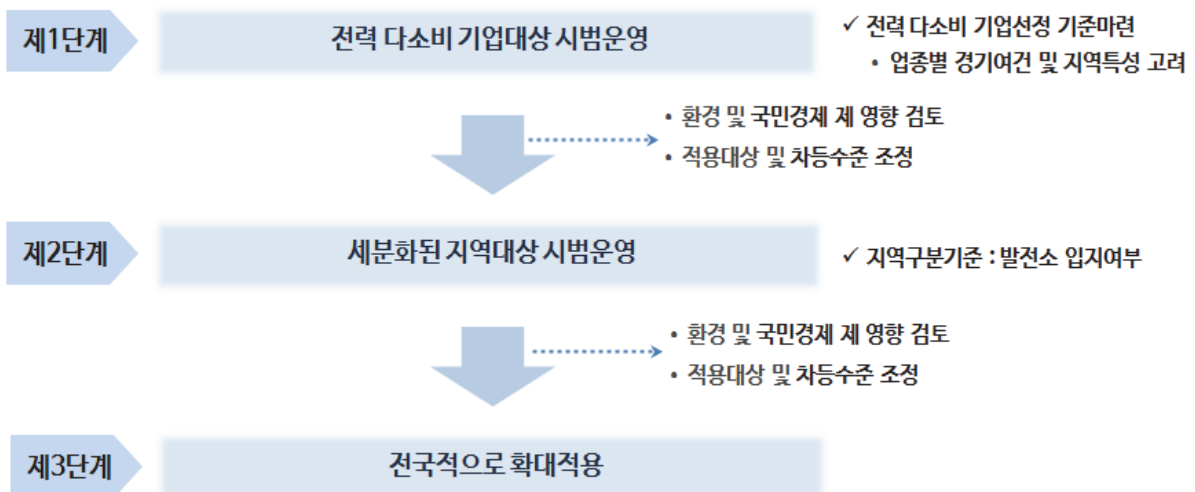 제1단계
전력 다소비 기업대상 시범운영
✓ 전력 다소비 기업선정 기준마련
• 업종별 경기여건 및 지역특성 고려
• 환경 및 국민경제 제 영향 검토
• 적용대상 및 차등수준 조정
제2단계
세분화된 지역대상 시범운영
✓ 지역구분기준 : 발전소 입지여부
• 환경 및 국민경제 제 영향 검토
• 적용대상 및 차등수준 조정
제3단계
전국적으로 확대적용